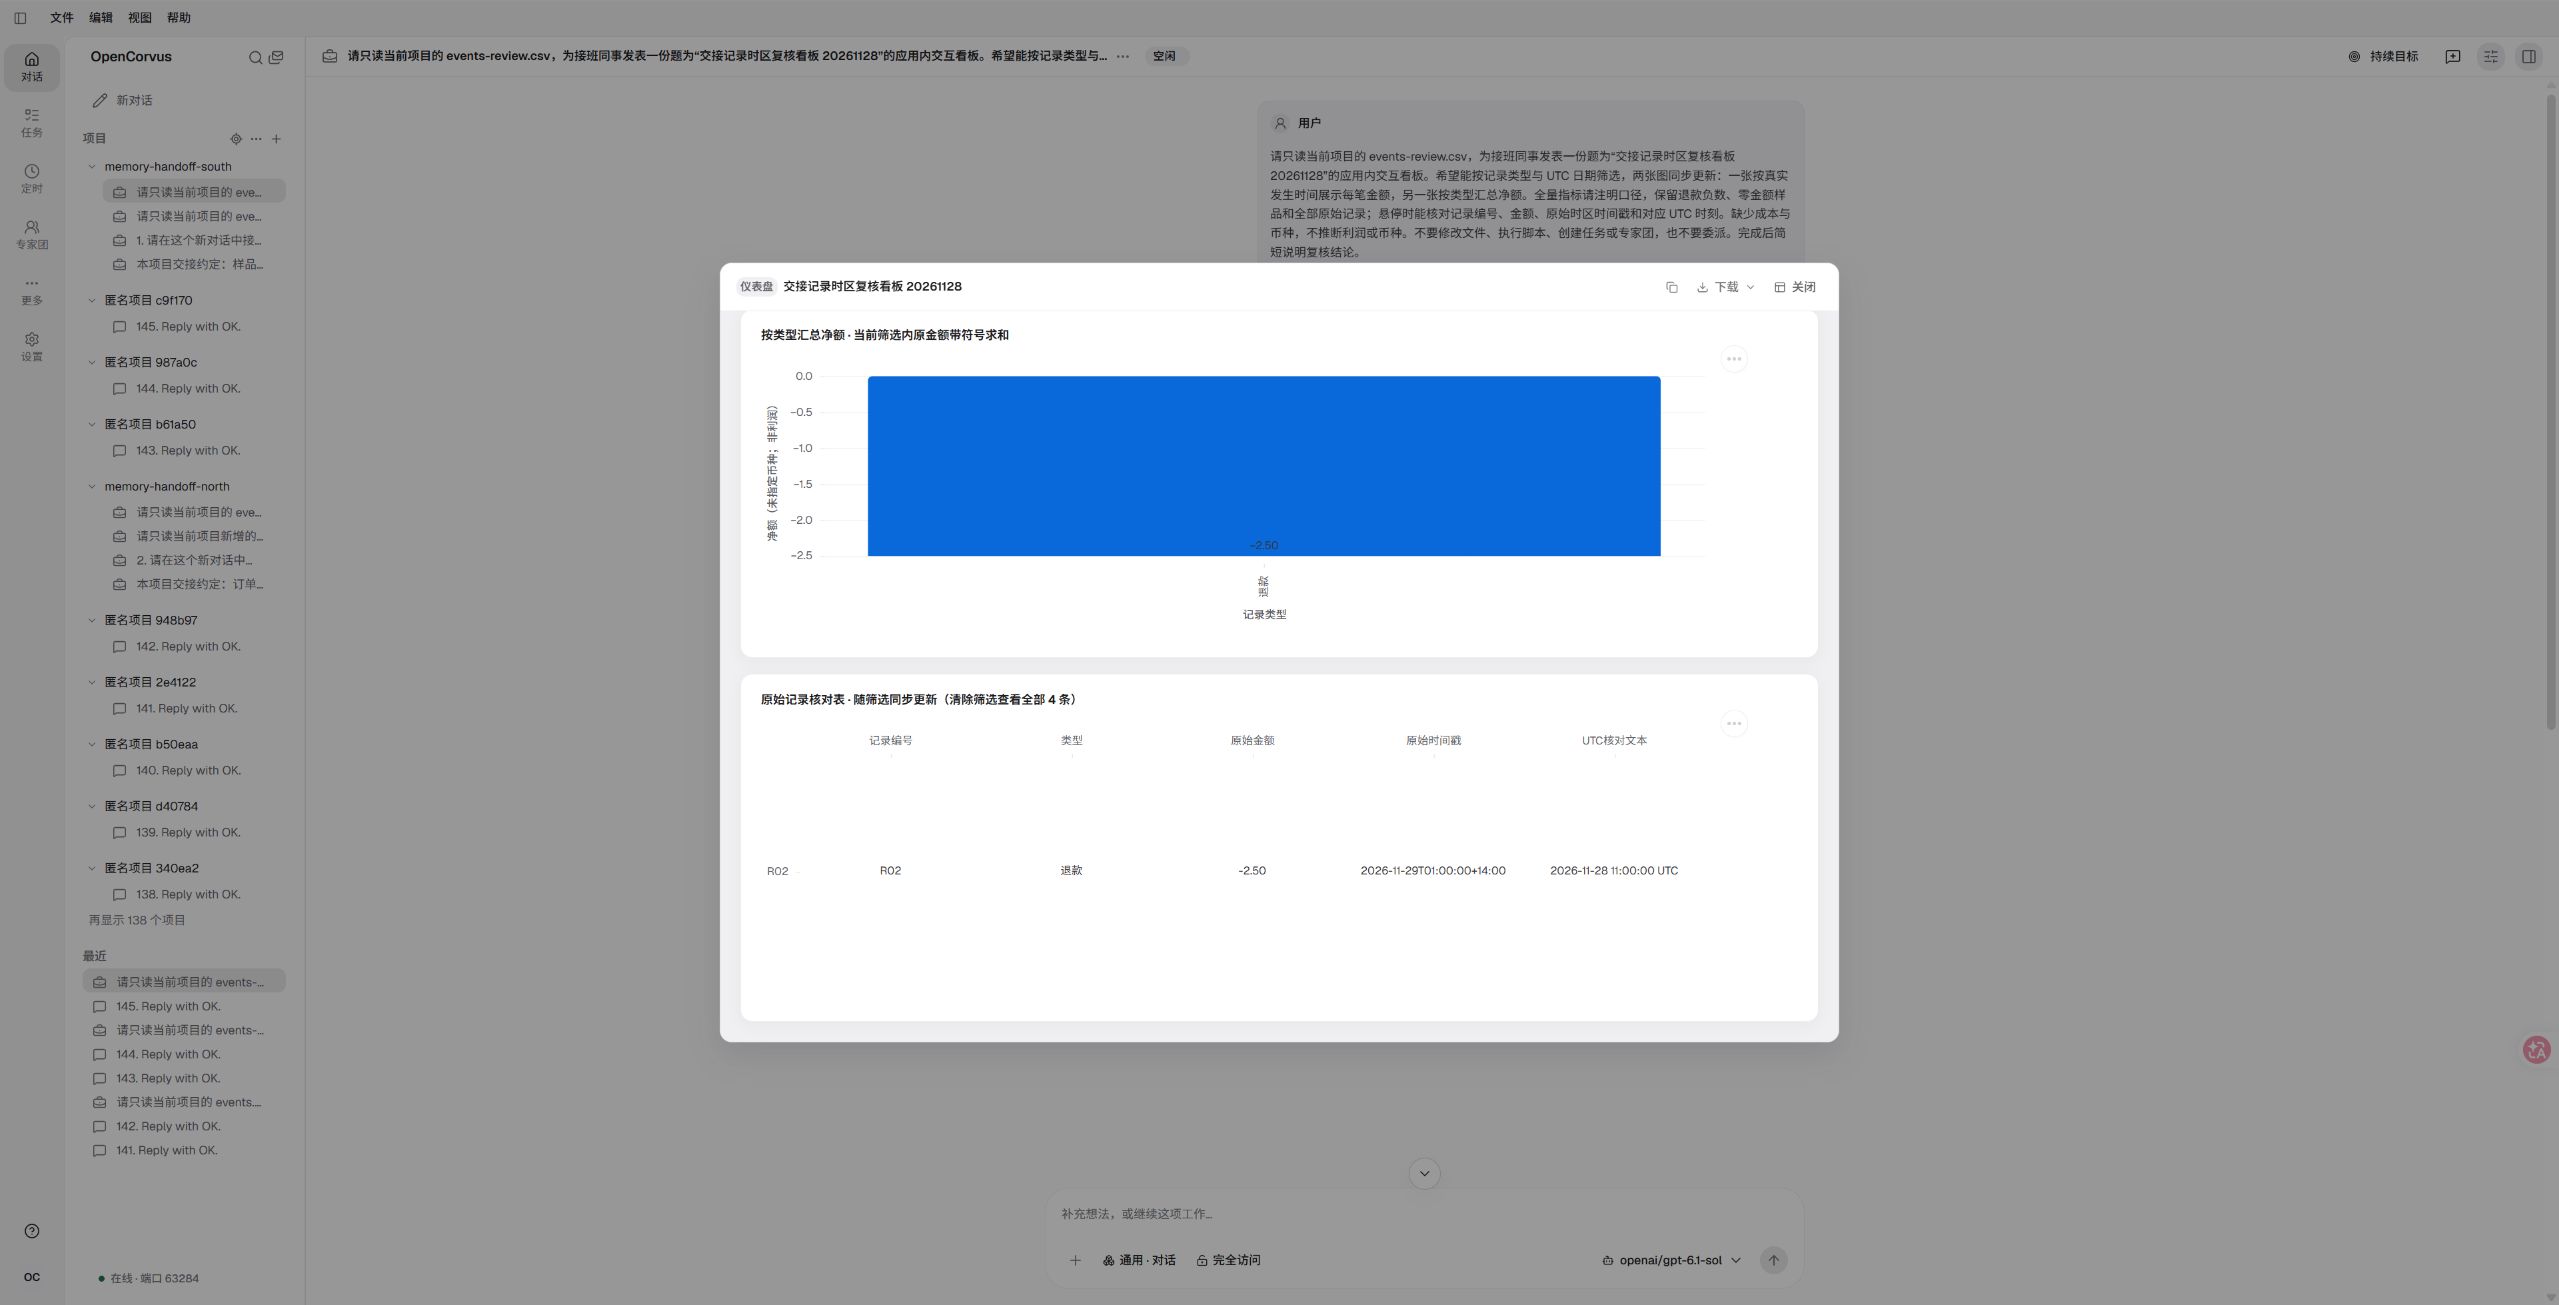 文件 编辑 视图 帮助
对话
任务
定时
专家团
更多
设置
OC
OpenCorvus
新对话
项目
memory-handoff-south
请只读当前项目的 eve...
请只读当前项目的 eve...
1. 请在这个新对话中接...
本项目交接约定：样品...
匿名项目 c9f170
145. Reply with OK.
匿名项目 987a0c
144. Reply with OK.
匿名项目 b61a50
143. Reply with OK.
memory-handoff-north
请只读当前项目的 eve...
请只读当前项目新增的...
2. 请在这个新对话中...
本项目交接约定：订单...
匿名项目 948b97
142. Reply with OK.
匿名项目 2e4122
141. Reply with OK.
匿名项目 b50eaa
140. Reply with OK.
匿名项目 d40784
139. Reply with OK.
匿名项目 340ea2
138. Reply with OK.
再显示 138 个项目
最近
请只读当前项目的 events-...
145. Reply with OK.
请只读当前项目的 events-...
144. Reply with OK.
143. Reply with OK.
请只读当前项目的 events....
142. Reply with OK.
141. Reply with OK.
在线 · 端口 63284
请只读当前项目的 events-review.csv，为接班同事发表一份题为“交接记录时区复核看板 20261128”的应用内交互看板。希望能按记录类型与... ··· 空闲
持续目标
用户
请只读当前项目的 events-review.csv，为接班同事发表一份题为“交接记录时区复核看板
20261128”的应用内交互看板。希望能按记录类型与 UTC 日期筛选，两张图同步更新：一张按真实
发生时间展示每笔金额，另一张按类型汇总净额。全量指标请注明口径，保留退款负数、零金额样
品和全部原始记录；悬停时能核对记录编号、金额、原始时区时间戳和对应 UTC 时刻。缺少成本与
币种，不推断利润或币种。不要修改文件、执行脚本、创建任务或专家团，也不要委派。完成后简
短说明复核结论。
仪表盘 交接记录时区复核看板 20261128
下载 关闭
按类型汇总净额 · 当前筛选内原金额带符号求和
净额（未指定币种；非利润）
0.0
−0.5
−1.0
−1.5
−2.0
−2.5
−2.50
退款
记录类型
原始记录核对表 · 随筛选同步更新（清除筛选查看全部 4 条）
记录编号 类型 原始金额 原始时间戳 UTC核对文本
R02 R02 退款 -2.50 2026-11-29T01:00:00+14:00 2026-11-28 11:00:00 UTC
补充想法，或继续这项工作...
通用 · 对话 完全访问 openai/gpt-6.1-sol